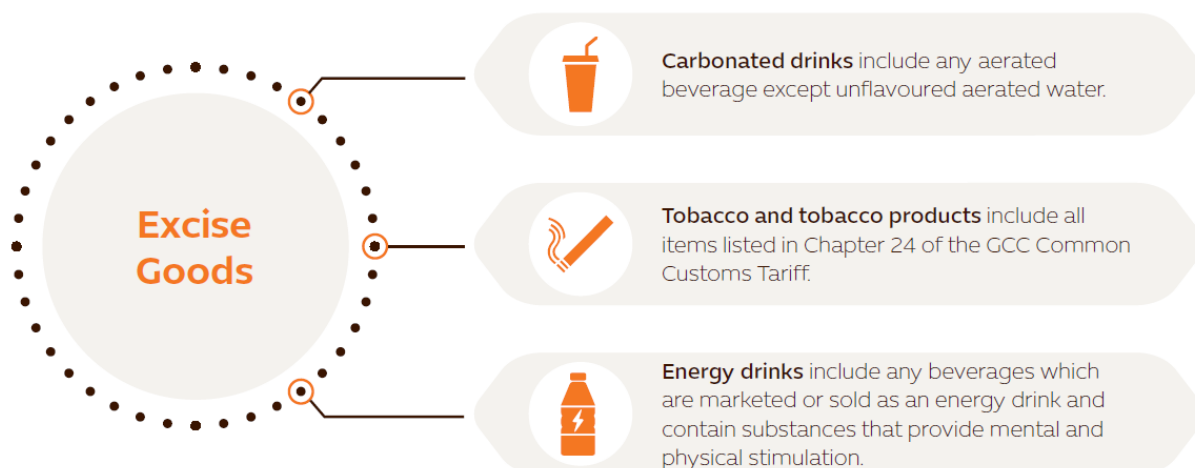 Excise
Goods
Carbonated drinks include any aerated
beverage except unflavoured aerated water.
Tobacco and tobacco products include all
items listed in Chapter 24 of the GCC Common
Customs Tariff.
Energy drinks include any beverages which
are marketed or sold as an energy drink and
contain substances that provide mental and
physical stimulation.